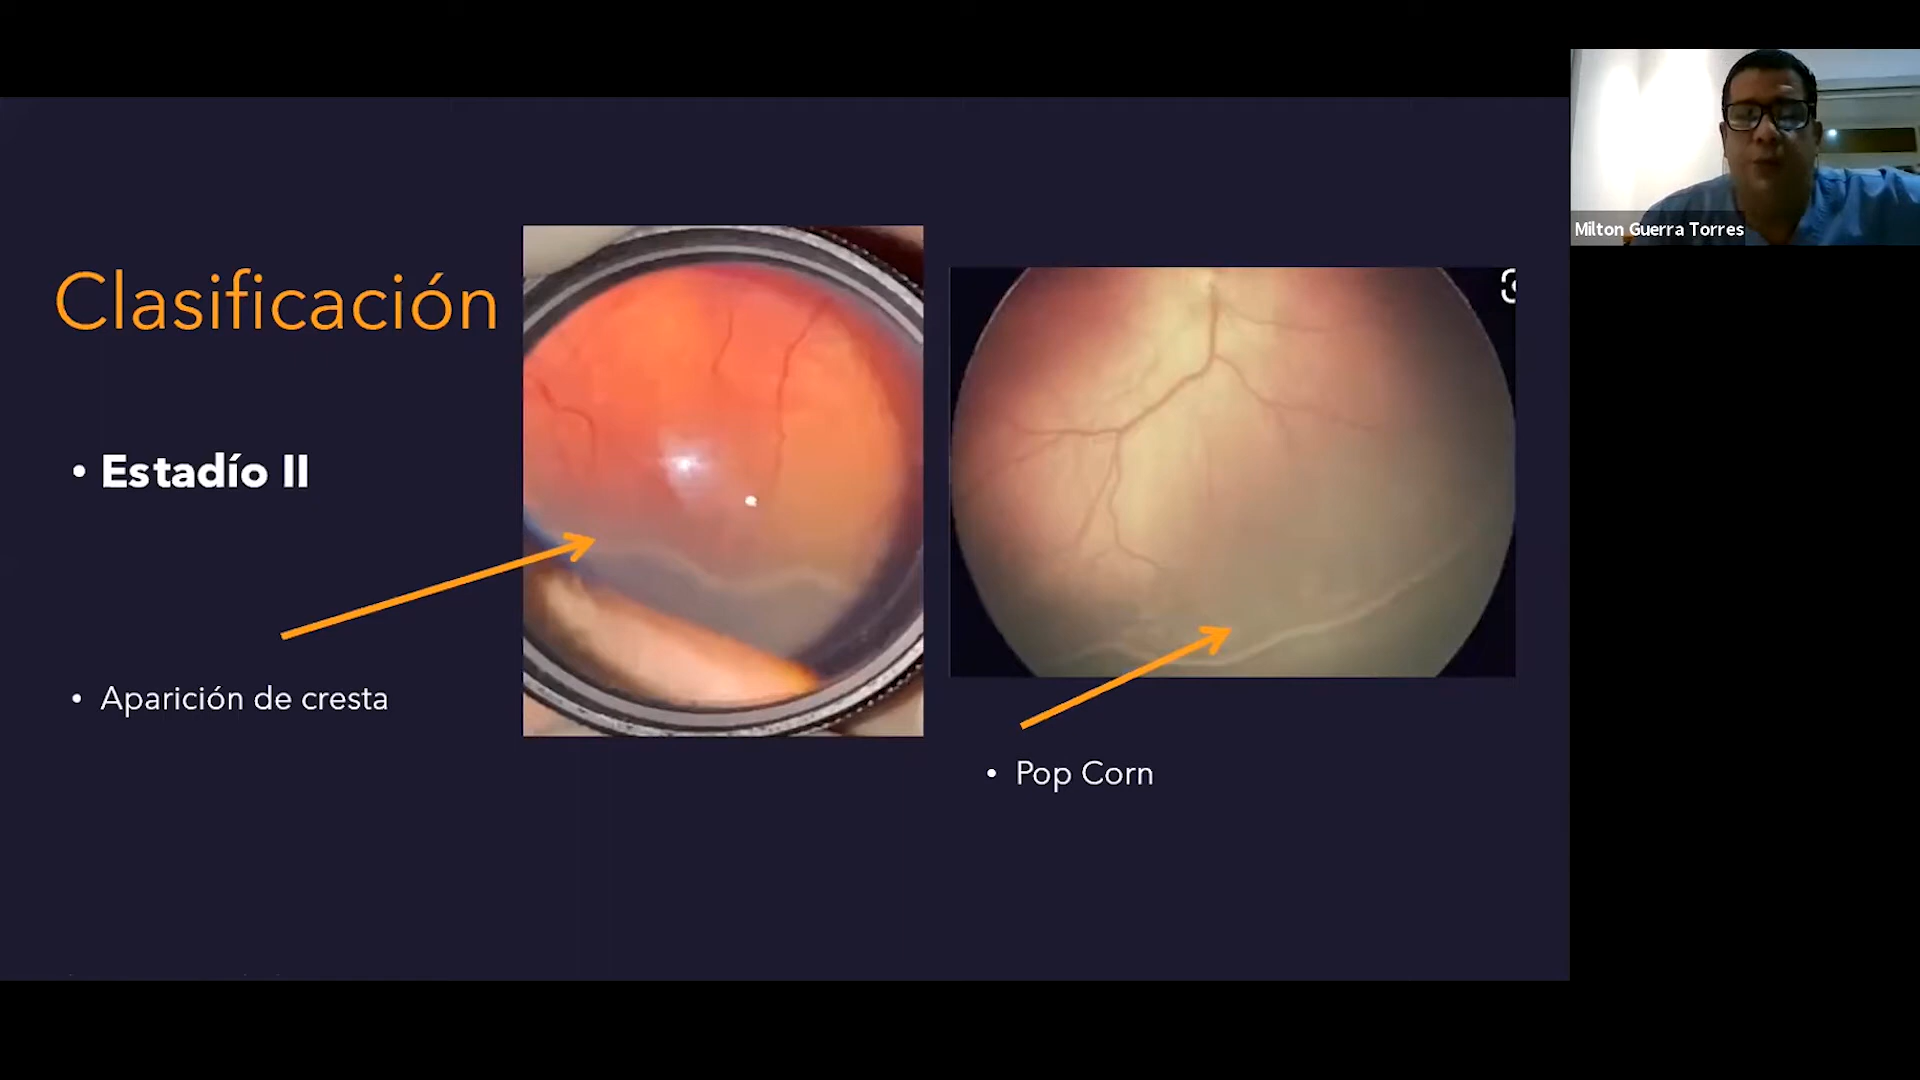 Milton Guerra Torres
Clasificación
• Estadío II
• Aparición de cresta
• Pop Corn